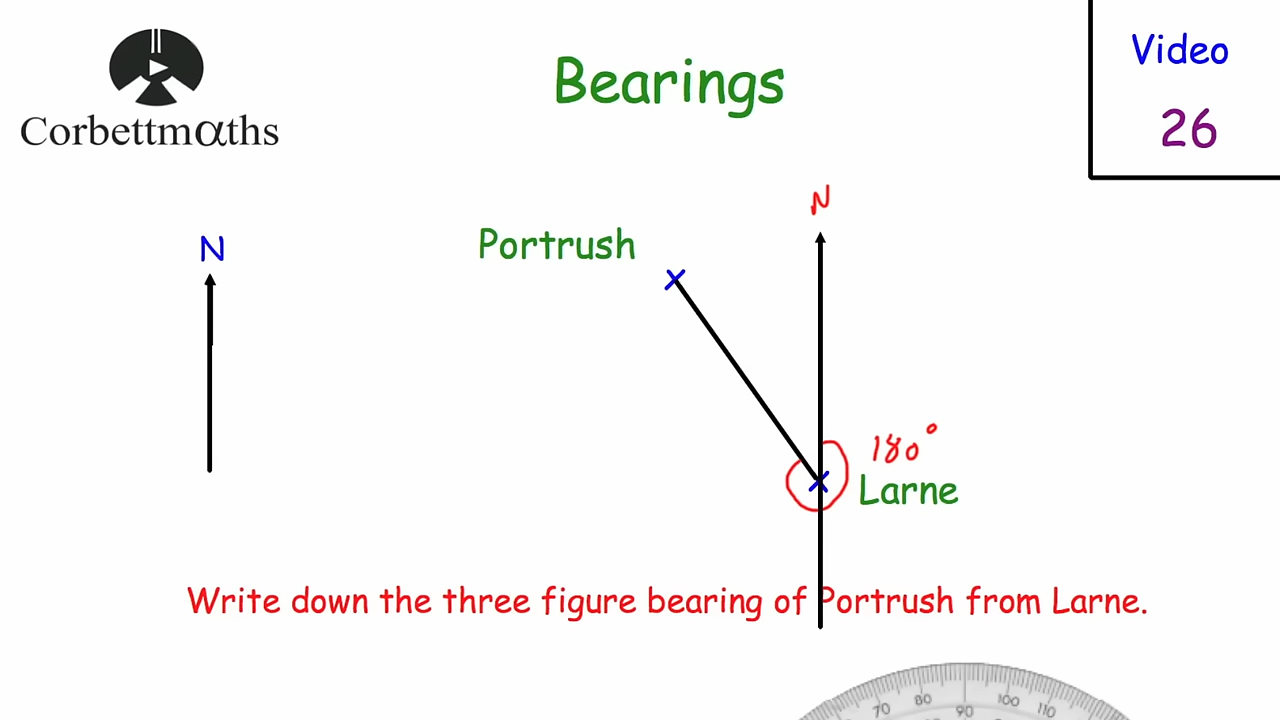 Corbettmαths
Bearings
Video
26
N
Portrush
N
180°
Larne
Write down the three figure bearing of Portrush from Larne.
70 80 90 100 110